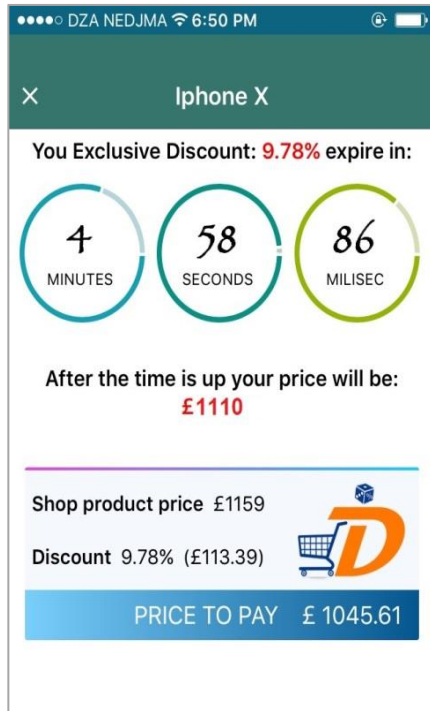 DZA NEDJMA 6:50 PM
× Iphone X
You Exclusive Discount: 9.78% expire in:
4 58 86
MINUTES SECONDS MILISEC
After the time is up your price will be:
£1110
Shop product price £1159
Discount 9.78% (£113.39)
D
PRICE TO PAY £ 1045.61